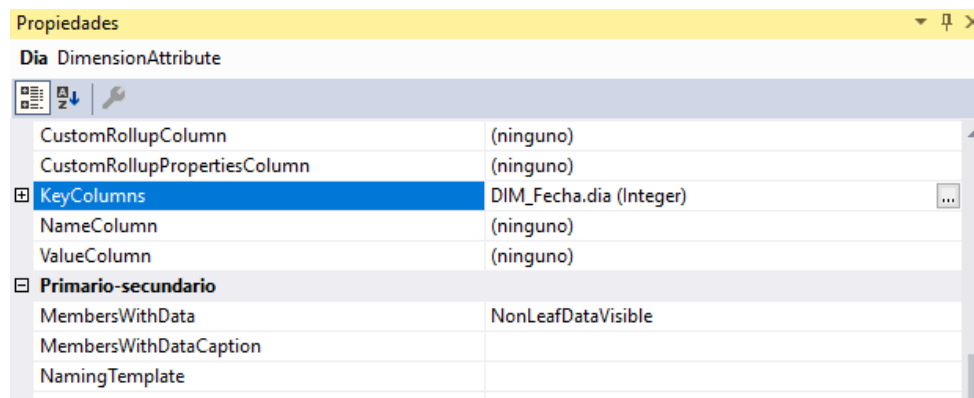 Propiedades
Dia DimensionAttribute
CustomRollupColumn (ninguno)
CustomRollupPropertiesColumn (ninguno)
KeyColumns DIM_Fecha.dia (Integer) ...
NameColumn (ninguno)
ValueColumn (ninguno)
Primario-secundario
MembersWithData NonLeafDataVisible
MembersWithDataCaption
NamingTemplate